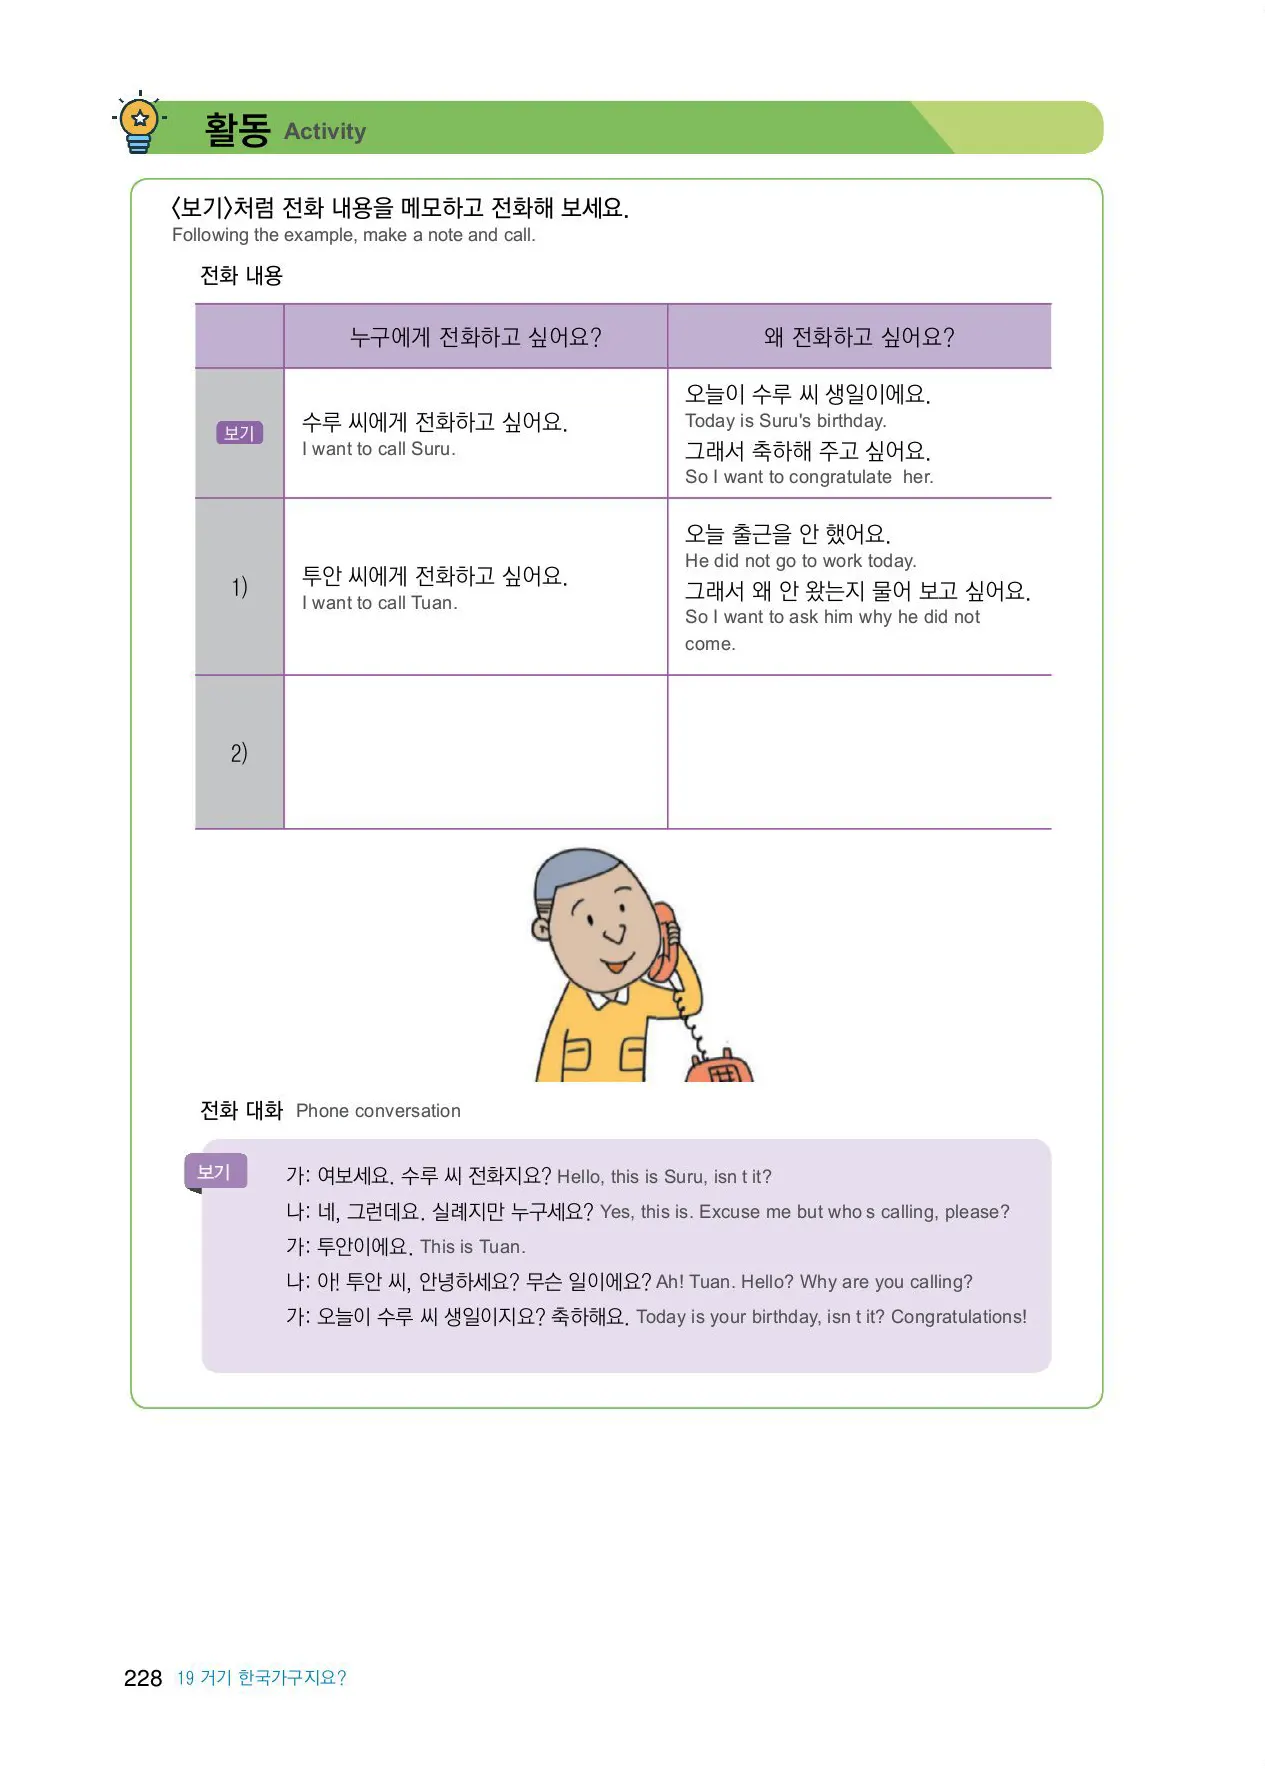 활동 Activity
<보기>처럼 전화 내용을 메모하고 전화해 보세요.
Following the example, make a note and call.
전화 내용
누구에게 전화하고 싶어요? 왜 전화하고 싶어요?
보기
수루 씨에게 전화하고 싶어요.
I want to call Suru.
오늘이 수루 씨 생일이에요.
Today is Suru's birthday.
그래서 축하해 주고 싶어요.
So I want to congratulate her.
1)
투안 씨에게 전화하고 싶어요.
I want to call Tuan.
오늘 출근을 안 했어요.
He did not go to work today.
그래서 왜 안 왔는지 물어 보고 싶어요.
So I want to ask him why he did not
come.
2)
전화 대화 Phone conversation
보기
가: 여보세요. 수루 씨 전화지요? Hello, this is Suru, isn t it?
나: 네, 그런데요. 실례지만 누구세요? Yes, this is. Excuse me but who s calling, please?
가: 투안이에요. This is Tuan.
나: 아! 투안 씨, 안녕하세요? 무슨 일이에요? Ah! Tuan. Hello? Why are you calling?
가: 오늘이 수루 씨 생일이지요? 축하해요. Today is your birthday, isn t it? Congratulations!
228 19 거기 한국가구지요?